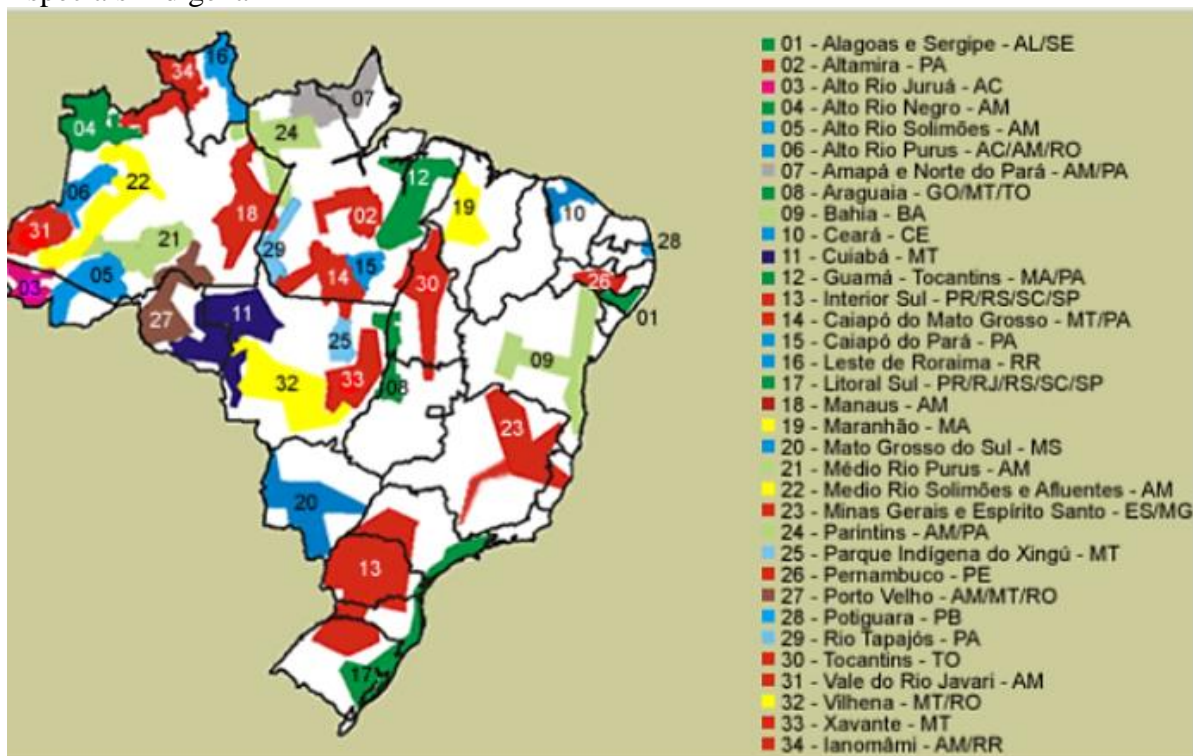 01 - Alagoas e Sergipe - AL/SE
02 - Altamira - PA
03 - Alto Rio Juruá - AC
04 - Alto Rio Negro - AM
05 - Alto Rio Solimões - AM
06 - Alto Rio Purus - AC/AM/RO
07 - Amapá e Norte do Pará - AM/PA
08 - Araguaia - GO/MT/TO
09 - Bahia - BA
10 - Ceará - CE
11 - Cuiabá - MT
12 - Guamá - Tocantins - MA/PA
13 - Interior Sul - PR/RS/SC/SP
14 - Caiapó do Mato Grosso - MT/PA
15 - Caiapó do Pará - PA
16 - Leste de Roraima - RR
17 - Litoral Sul - PR/RJ/RS/SC/SP
18 - Manaus - AM
19 - Maranhão - MA
20 - Mato Grosso do Sul - MS
21 - Médio Rio Purus - AM
22 - Medio Rio Solimões e Afluentes - AM
23 - Minas Gerais e Espírito Santo - ES/MG
24 - Parintins - AM/PA
25 - Parque Indígena do Xingú - MT
26 - Pernambuco - PE
27 - Porto Velho - AM/MT/RO
28 - Potiguara - PB
29 - Rio Tapajós - PA
30 - Tocantins - TO
31 - Vale do Rio Javari - AM
32 - Vilhena - MT/RO
33 - Xavante - MT
34 - Ianomâmi - AM/RR
16
34
07
04
24
12
22
06
19
10
18
02
31
21
28
29
05
15
14
30
26
03
27
11
01
25
09
32
33
08
23
20
13
17